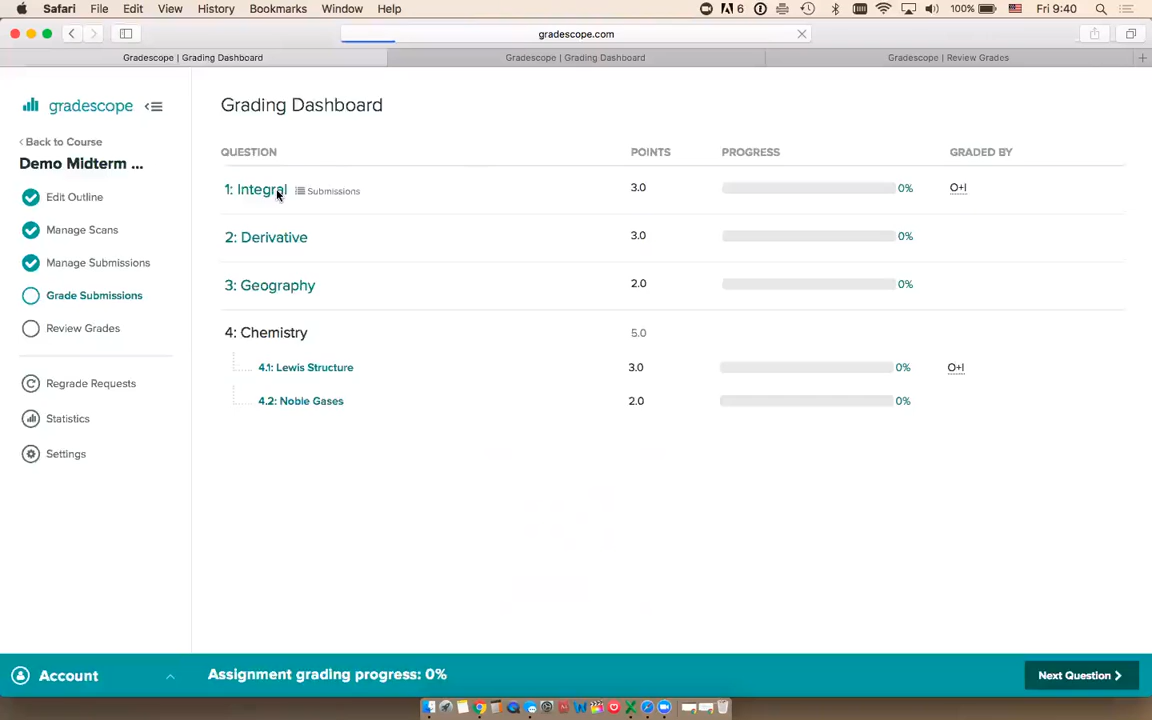 Safari File Edit View History Bookmarks Window Help 6 100% Fri 9:40
gradescope.com
Gradescope | Grading Dashboard Gradescope | Grading Dashboard Gradescope | Review Grades
gradescope
Back to Course
Demo Midterm ...
Edit Outline
Manage Scans
Manage Submissions
Grade Submissions
Review Grades
Regrade Requests
Statistics
Settings
Grading Dashboard
QUESTION POINTS PROGRESS GRADED BY
1: Integral Submissions 3.0 0% O+I
2: Derivative 3.0 0%
3: Geography 2.0 0%
4: Chemistry 5.0
4.1: Lewis Structure 3.0 0% O+I
4.2: Noble Gases 2.0 0%
Account Assignment grading progress: 0% Next Question